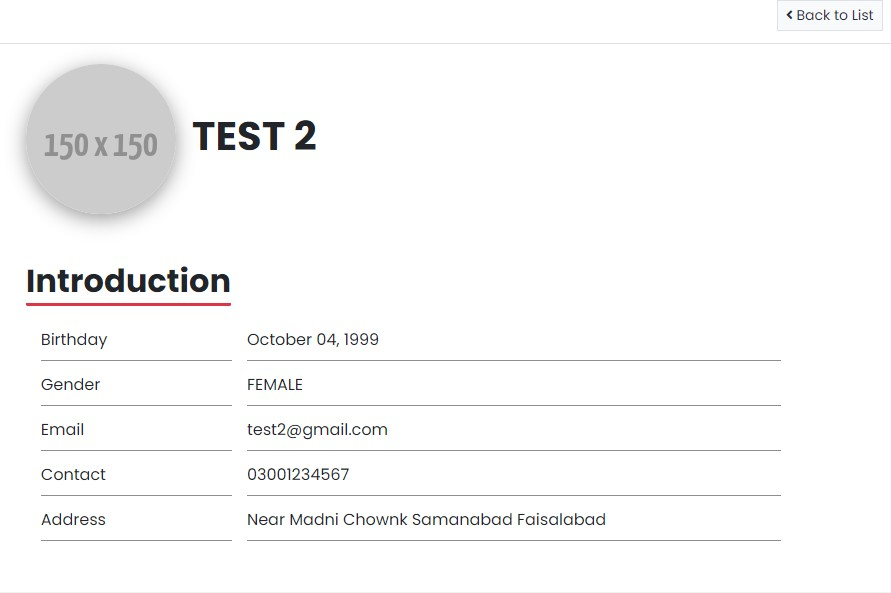 Back to List
150 x 150
TEST 2
Introduction
Birthday October 04, 1999
Gender FEMALE
Email test2@gmail.com
Contact 03001234567
Address Near Madni Chownk Samanabad Faisalabad